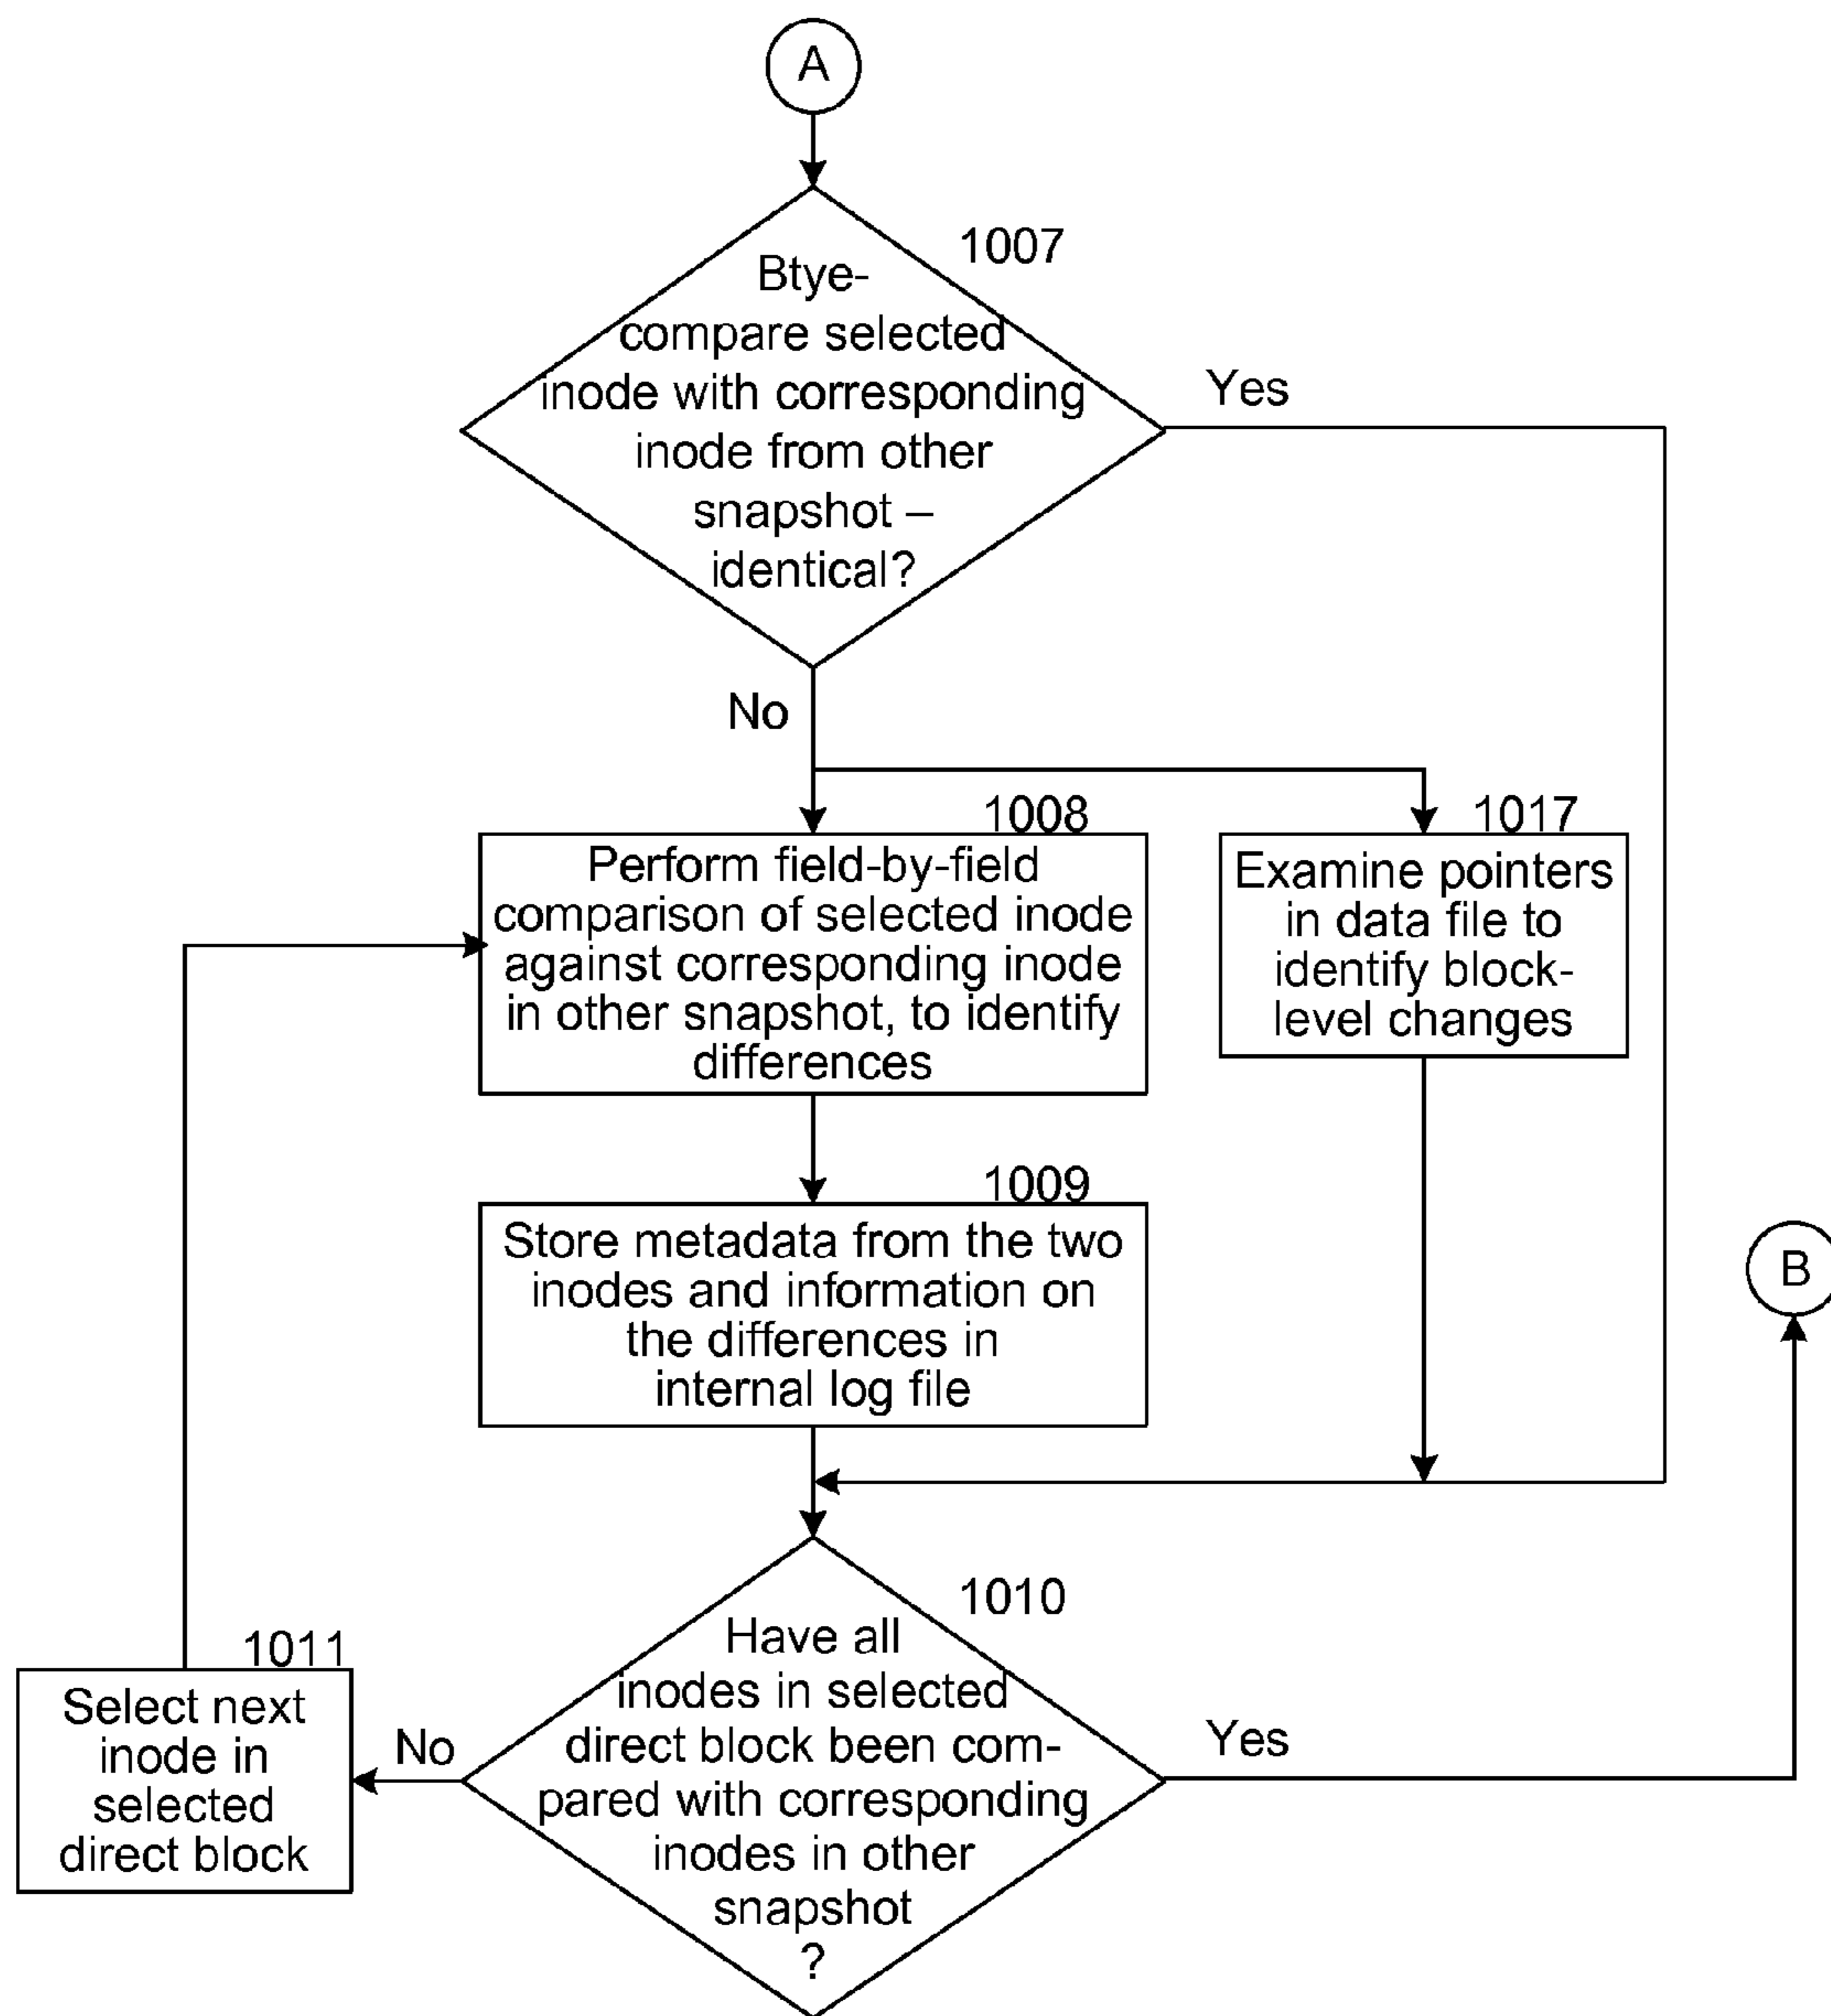 A
1007
Btye-
compare selected
inode with corresponding
inode from other
snapshot –
identical?
Yes
No
1008
Perform field-by-field
comparison of selected inode
against corresponding inode
in other snapshot, to identify
differences
1017
Examine pointers
in data file to
identify block-
level changes
1009
Store metadata from the two
inodes and information on
the differences in
internal log file
B
1010
Have all
inodes in selected
direct block been com-
pared with corresponding
inodes in other
snapshot
?
Yes
No
1011
Select next
inode in
selected
direct block